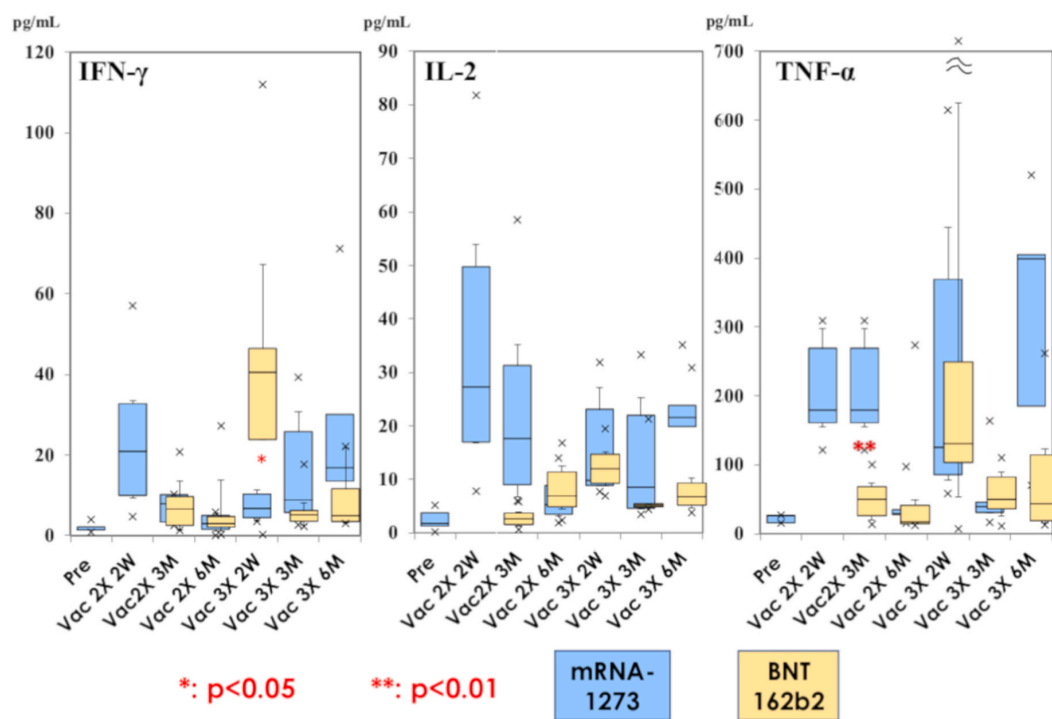 pg/mL
pg/mL
pg/mL
IFN-γ
IL-2
TNF-α
120
100
80
60
40
20
0
90
80
70
60
50
40
30
20
10
0
700
600
500
400
300
200
100
0
*
**
Pre
Vac 2X 2W
Vac2X 3M
Vac 2X 6M
Vac 3X 2W
Vac 3X 3M
Vac 3X 6M
Pre
Vac 2X 2W
Vac2X 3M
Vac 2X 6M
Vac 3X 2W
Vac 3X 3M
Vac 3X 6M
Pre
Vac 2X 2W
Vac2X 3M
Vac 2X 6M
Vac 3X 2W
Vac 3X 3M
Vac 3X 6M
*: p<0.05
**: p<0.01
mRNA-
1273
BNT
162b2